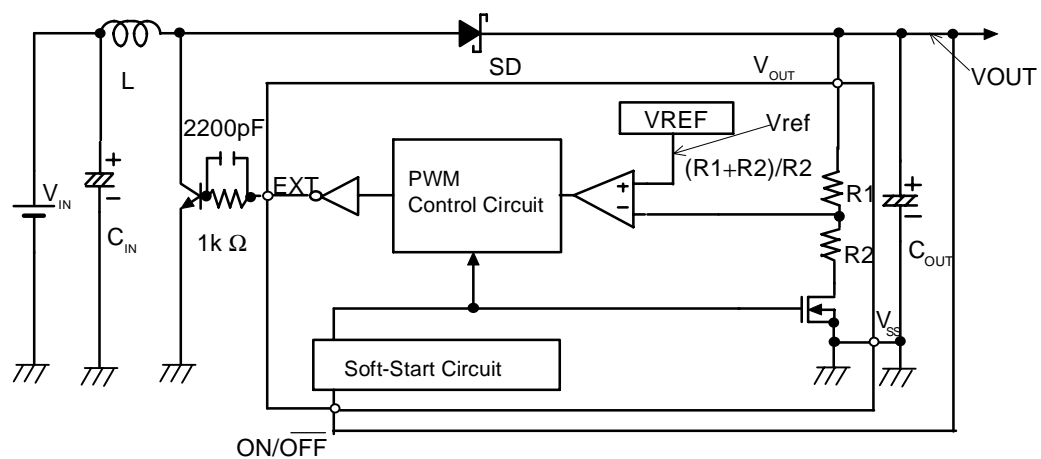 L
SD
V_OUT
VOUT
2200pF
VREF
Vref
(R1+R2)/R2
EXT
PWM
Control Circuit
+
−
R1
+
−
V_IN
+
−
C_IN
1k Ω
R2
C_OUT
V_SS
Soft-Start Circuit
ON/O̅F̅F̅